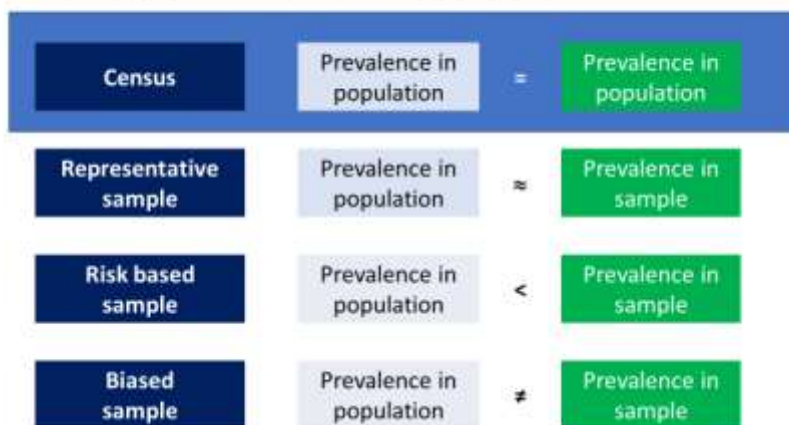 Census
Prevalence in
population
=
Prevalence in
population
Representative
sample
Prevalence in
population
≈
Prevalence in
sample
Risk based
sample
Prevalence in
population
<
Prevalence in
sample
Biased
sample
Prevalence in
population
≠
Prevalence in
sample